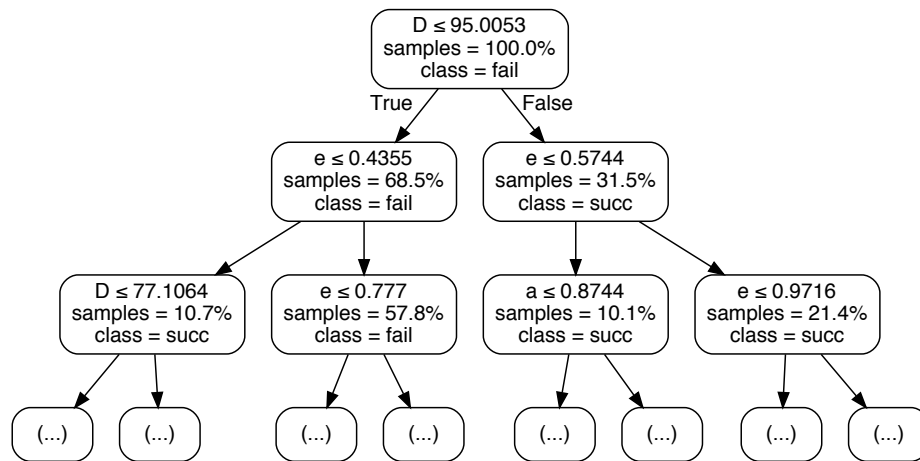 D ≤ 95.0053
samples = 100.0%
class = fail
True
False
e ≤ 0.4355
samples = 68.5%
class = fail
e ≤ 0.5744
samples = 31.5%
class = succ
D ≤ 77.1064
samples = 10.7%
class = succ
e ≤ 0.777
samples = 57.8%
class = fail
a ≤ 0.8744
samples = 10.1%
class = succ
e ≤ 0.9716
samples = 21.4%
class = succ
(...)
(...)
(...)
(...)
(...)
(...)
(...)
(...)